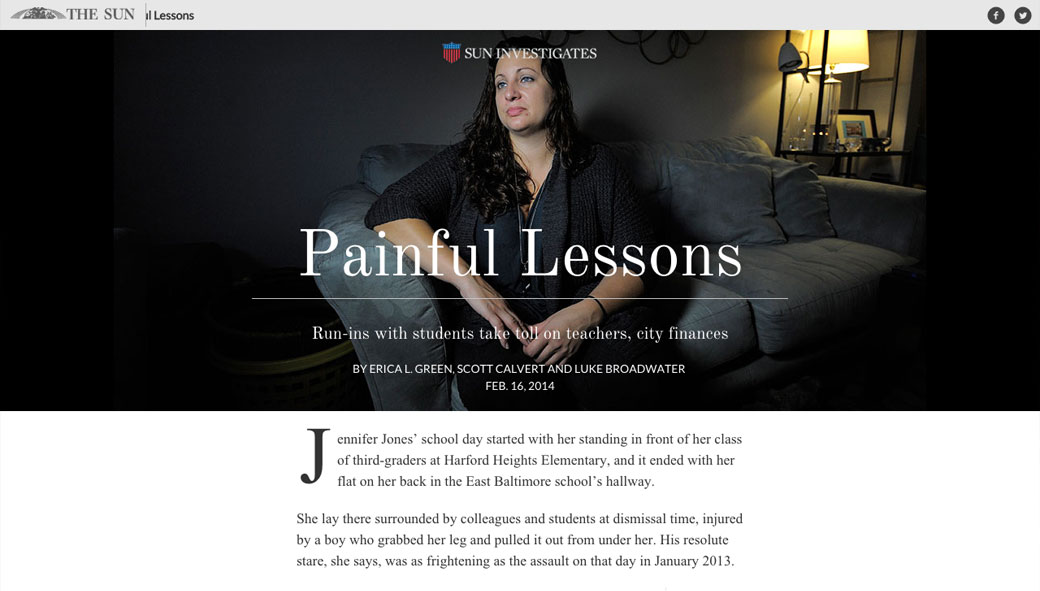 THE SUN
ul Lessons
SUN INVESTIGATES
Painful Lessons
Run-ins with students take toll on teachers, city finances
BY ERICA L. GREEN, SCOTT CALVERT AND LUKE BROADWATER
FEB. 16, 2014
Jennifer Jones’ school day started with her standing in front of her class
of third-graders at Harford Heights Elementary, and it ended with her
flat on her back in the East Baltimore school’s hallway.
She lay there surrounded by colleagues and students at dismissal time, injured
by a boy who grabbed her leg and pulled it out from under her. His resolute
stare, she says, was as frightening as the assault on that day in January 2013.